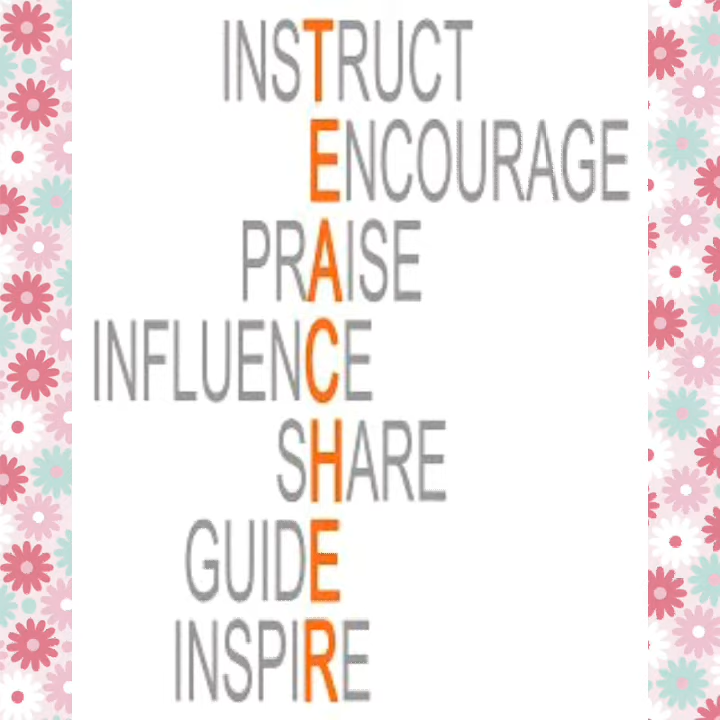 INSTRUCT
ENCOURAGE
PRAISE
INFLUENCE
SHARE
GUIDE
INSPIRE